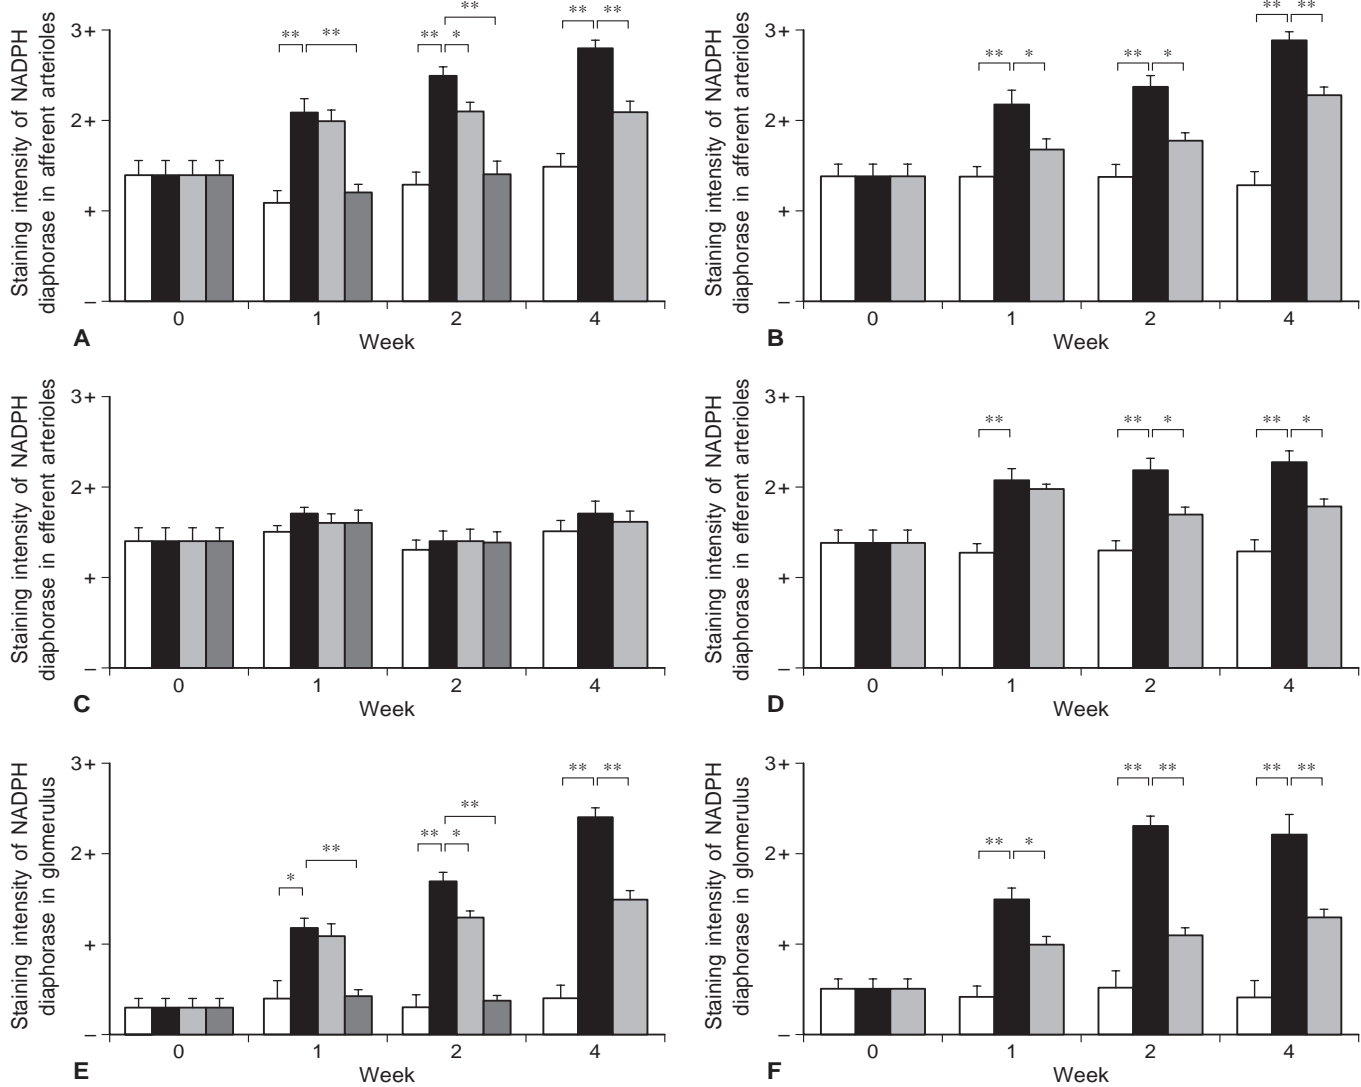 Staining intensity of NADPH
diaphorase in afferent arterioles
3+
2+
+
–
** ** ** * ** ** **
0 1 2 4
Week
A
Staining intensity of NADPH
diaphorase in afferent arterioles
3+
2+
+
–
** * ** * ** **
0 1 2 4
Week
B
Staining intensity of NADPH
diaphorase in efferent arterioles
3+
2+
+
–
0 1 2 4
Week
C
Staining intensity of NADPH
diaphorase in efferent arterioles
3+
2+
+
–
** ** * ** *
0 1 2 4
Week
D
Staining intensity of NADPH
diaphorase in glomerulus
3+
2+
+
–
* ** ** * ** ** **
0 1 2 4
Week
E
Staining intensity of NADPH
diaphorase in glomerulus
3+
2+
+
–
** * ** ** ** **
0 1 2 4
Week
F